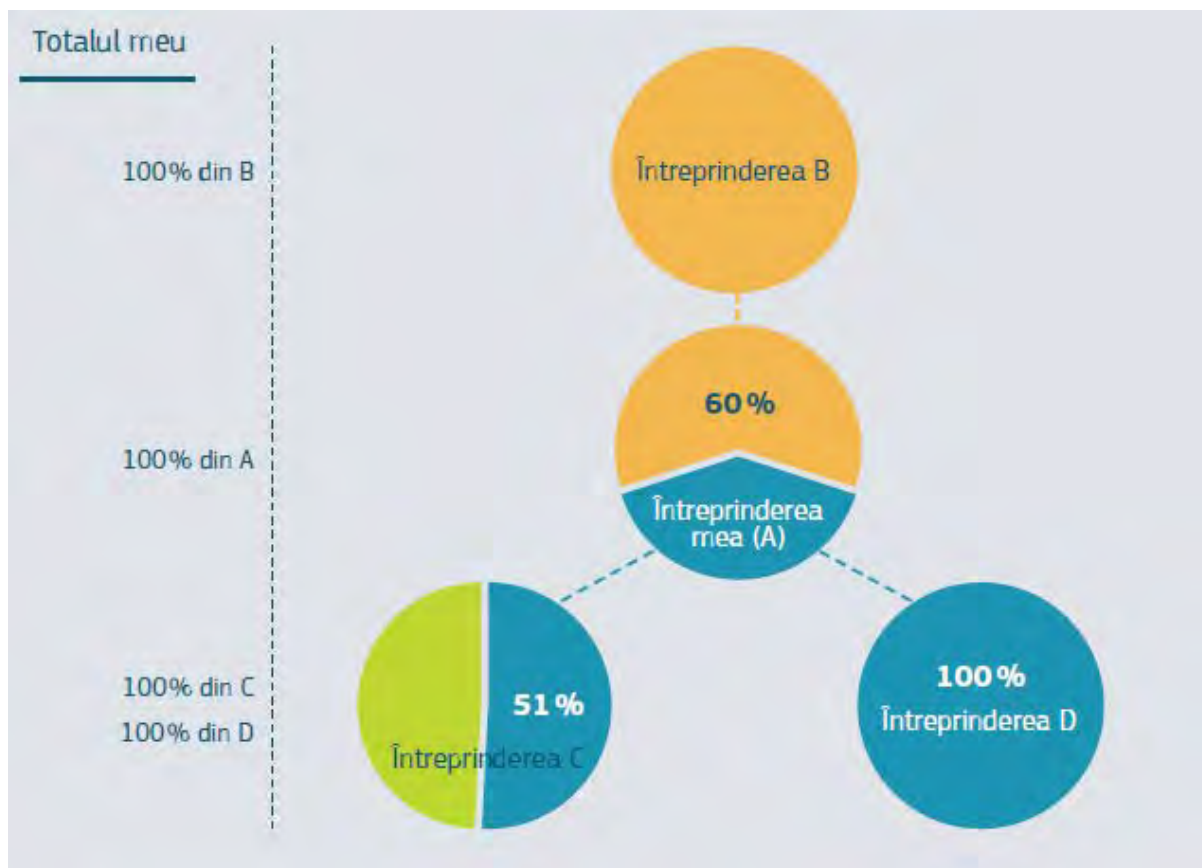 Totalul meu
100% din B
Întreprinderea B
60%
100% din A
Întreprinderea
mea (A)
100% din C
100% din D
51%
Întreprinderea C
100%
Întreprinderea D